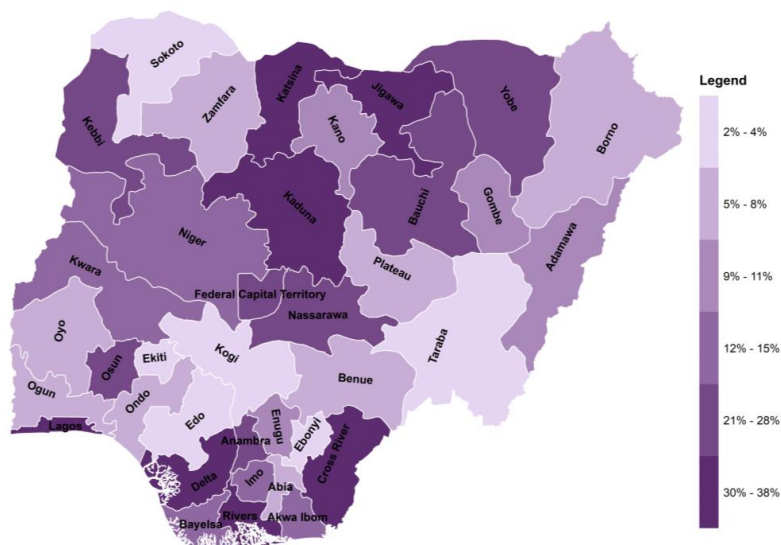 Sokoto
Katsina
Jigawa
Yobe
Legend
Kebbi
Zamfara
Kano
Borno
2% - 4%
5% - 8%
Kaduna
Bauchi
Gombe
Niger
Adamawa
9% - 11%
Kwara
Plateau
Federal Capital Territory
Nassarawa
12% - 15%
Oyo
Osun
Ekiti
Kogi
Taraba
Benue
21% - 28%
Ogun
Ondo
Edo
Lagos
Anambra
Enugu
Ebonyi
Cross River
Delta
Imo
Abia
30% - 38%
Bayelsa
Rivers
Akwa Ibom